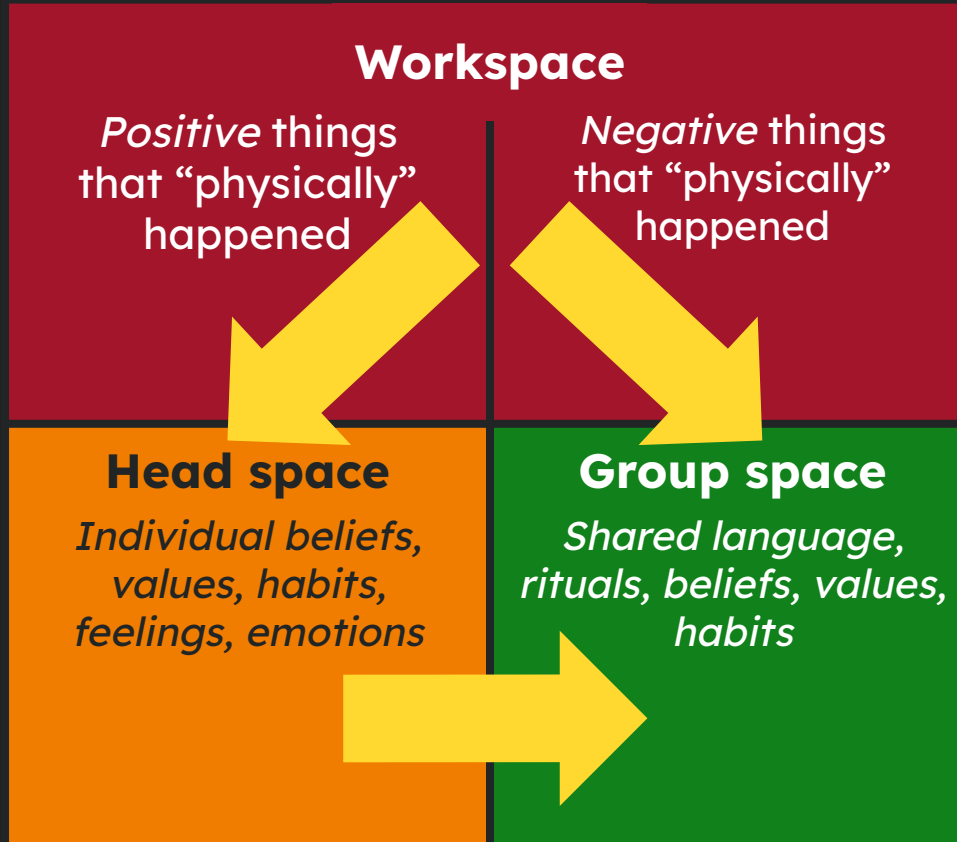 Workspace
Positive things
that “physically”
happened
Negative things
that “physically”
happened
Head space
Individual beliefs,
values, habits,
feelings, emotions
Group space
Shared language,
rituals, beliefs, values,
habits